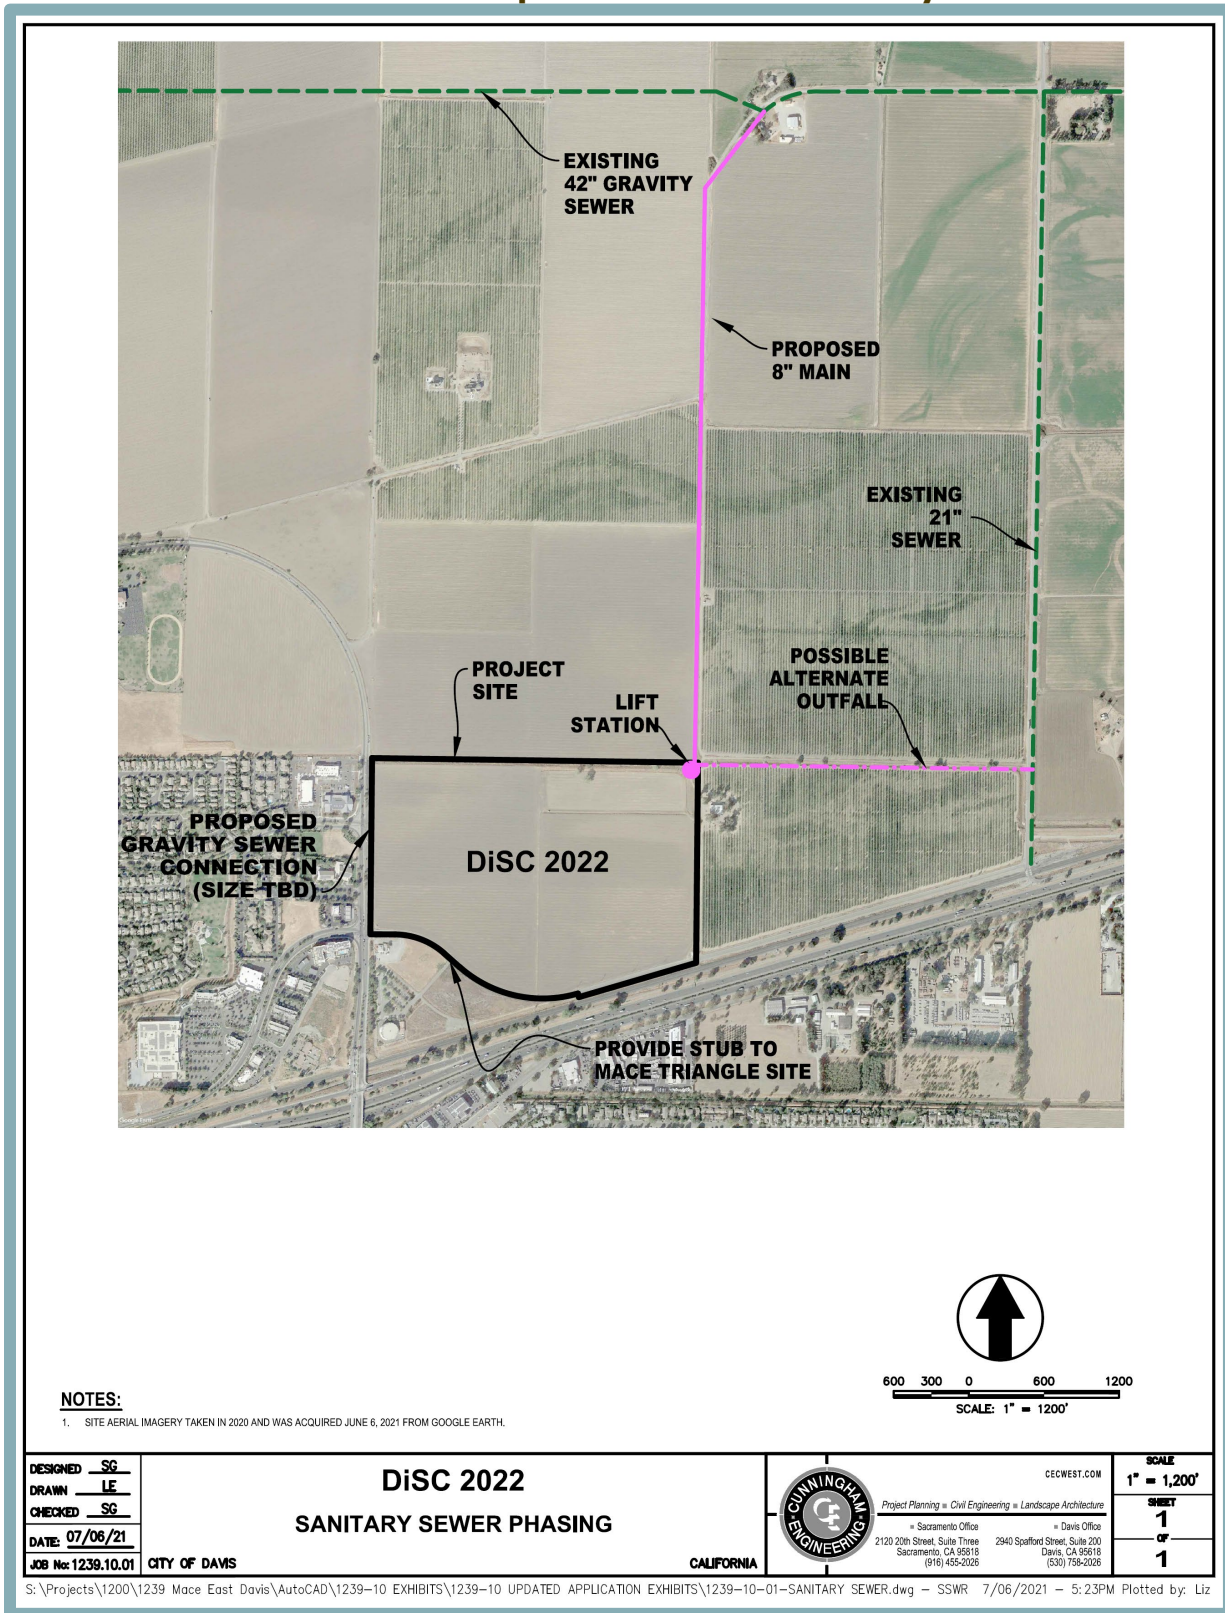 EXISTING
42" GRAVITY
SEWER
PROPOSED
8" MAIN
EXISTING
21"
SEWER
POSSIBLE
ALTERNATE
OUTFALL
PROJECT
SITE
LIFT
STATION
PROPOSED
GRAVITY SEWER
CONNECTION
(SIZE TBD)
DiSC 2022
PROVIDE STUB TO
MACE TRIANGLE SITE
Google Earth
600 300 0 600 1200
SCALE: 1" = 1200'
NOTES:
1. SITE AERIAL IMAGERY TAKEN IN 2020 AND WAS ACQUIRED JUNE 6, 2021 FROM GOOGLE EARTH.
DESIGNED SG
DRAWN LE
CHECKED SG
DATE: 07/06/21
JOB No: 1239.10.01
DiSC 2022
SANITARY SEWER PHASING
CITY OF DAVIS
CALIFORNIA
CUNNINGHAM
CE
ENGINEERING
CECWEST.COM
Project Planning ■ Civil Engineering ■ Landscape Architecture
■ Sacramento Office
2120 20th Street, Suite Three
Sacramento, CA 95818
(916) 455-2026
■ Davis Office
2940 Spafford Street, Suite 200
Davis, CA 95618
(530) 758-2026
SCALE
1" = 1,200'
SHEET
1
OF
1
S:\Projects\1200\1239 Mace East Davis\AutoCAD\1239-10 EXHIBITS\1239-10 UPDATED APPLICATION EXHIBITS\1239-10-01-SANITARY SEWER.dwg - SSWR 7/06/2021 - 5:23PM Plotted by: Liz